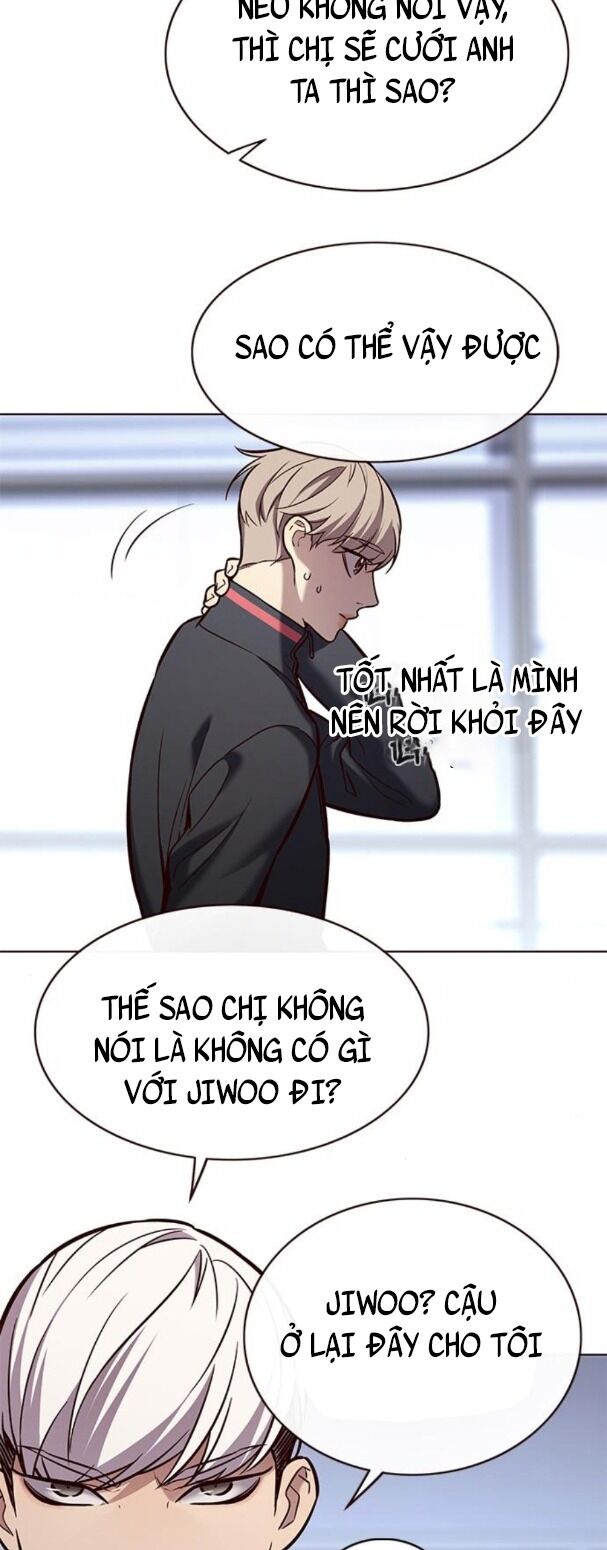 NẾU KHÔNG NÓI VẬY,
THÌ CHỊ SẼ CƯỚI ANH
TA THÌ SAO?
SAO CÓ THỂ VẬY ĐƯỢC
TỐT NHẤT LÀ MÌNH
NÊN RỜI KHỎI ĐÂY
THẾ SAO CHỊ KHÔNG
NÓI LÀ KHÔNG CÓ GÌ
VỚI JIWOO ĐI?
JIWOO? CẬU
Ở LẠI ĐÂY CHO TÔI